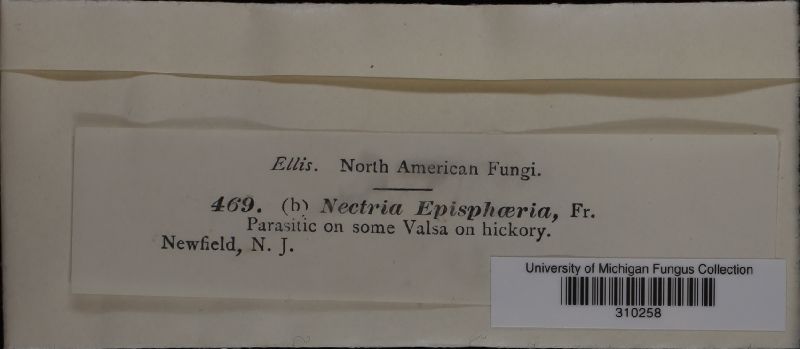 Ellis. North American Fungi.
469. (b) Nectria Episphæria, Fr.
Parasitic on some Valsa on hickory.
Newfield, N. J.
University of Michigan Fungus Collection
310258